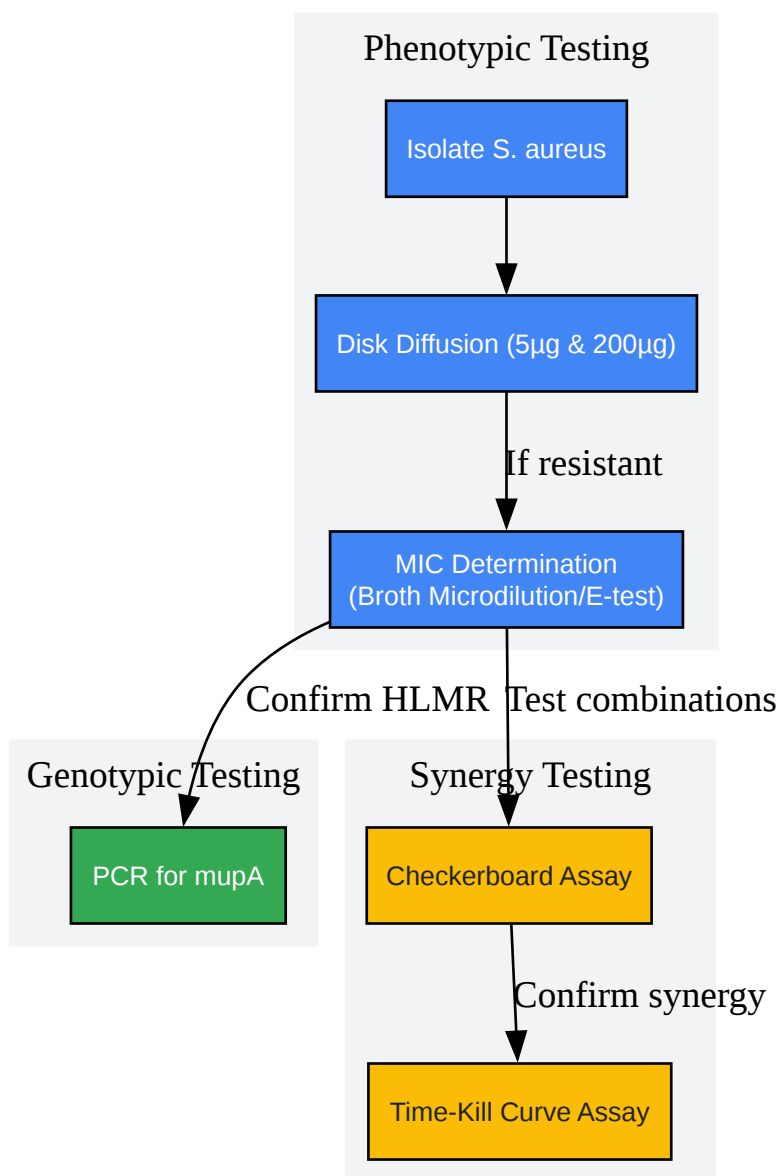 Phenotypic Testing
Isolate S. aureus
Disk Diffusion (5µg & 200µg)
If resistant
MIC Determination
(Broth Microdilution/E-test)
Confirm HLMR
Test combinations
Genotypic Testing
Synergy Testing
PCR for mupA
Checkerboard Assay
Confirm synergy
Time-Kill Curve Assay